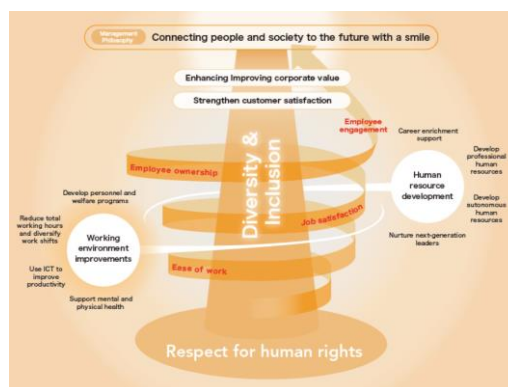 Management
Philosophy
Connecting people and society to the future with a smile
Enhancing Improving corporate value
Strengthen customer satisfaction
Employee
engagement
Career enrichment
support
Develop
professional
human
resources
Employee ownership
Diversity &
Inclusion
Human
resource
development
Develop personnel and
welfare programs
Develop
autonomous
human
resources
Reduce total
working hours
and diversify
work shifts
Working
environment
improvements
Job satisfaction
Nurture next-generation
leaders
Use ICT to
improve
productivity
Ease of work
Support mental and
physical health
Respect for human rights